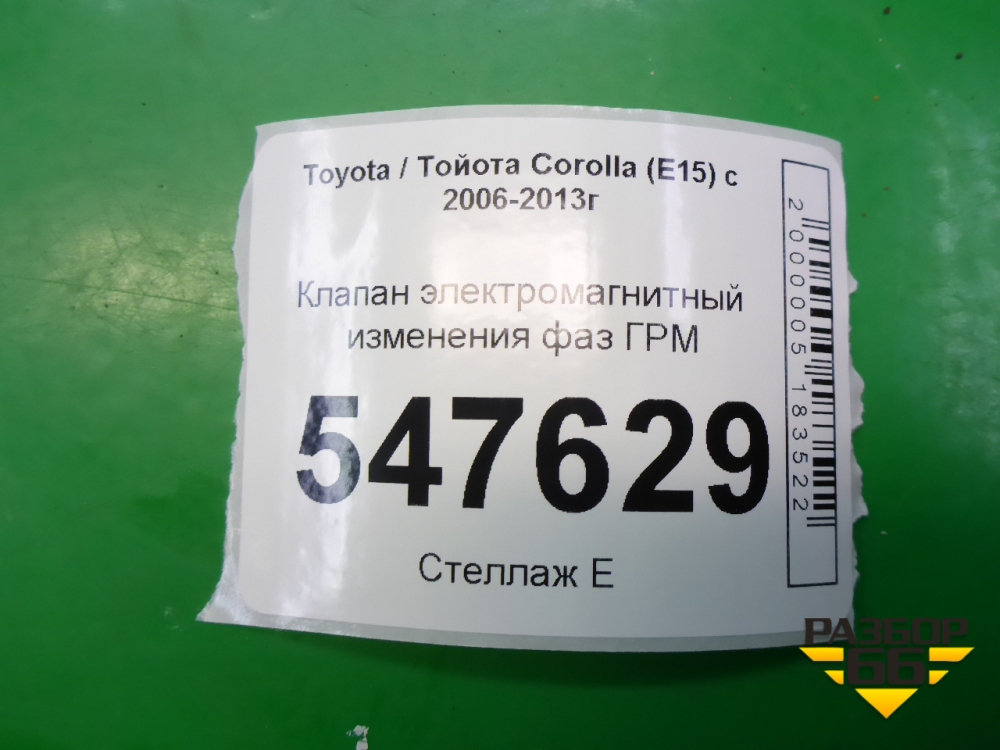 Toyota / Тойота Corolla (E15) с
2006-2013г
Клапан электромагнитный
изменения фаз ГРМ
547629
Стеллаж Е
2000005183522
РАЗБОР
66